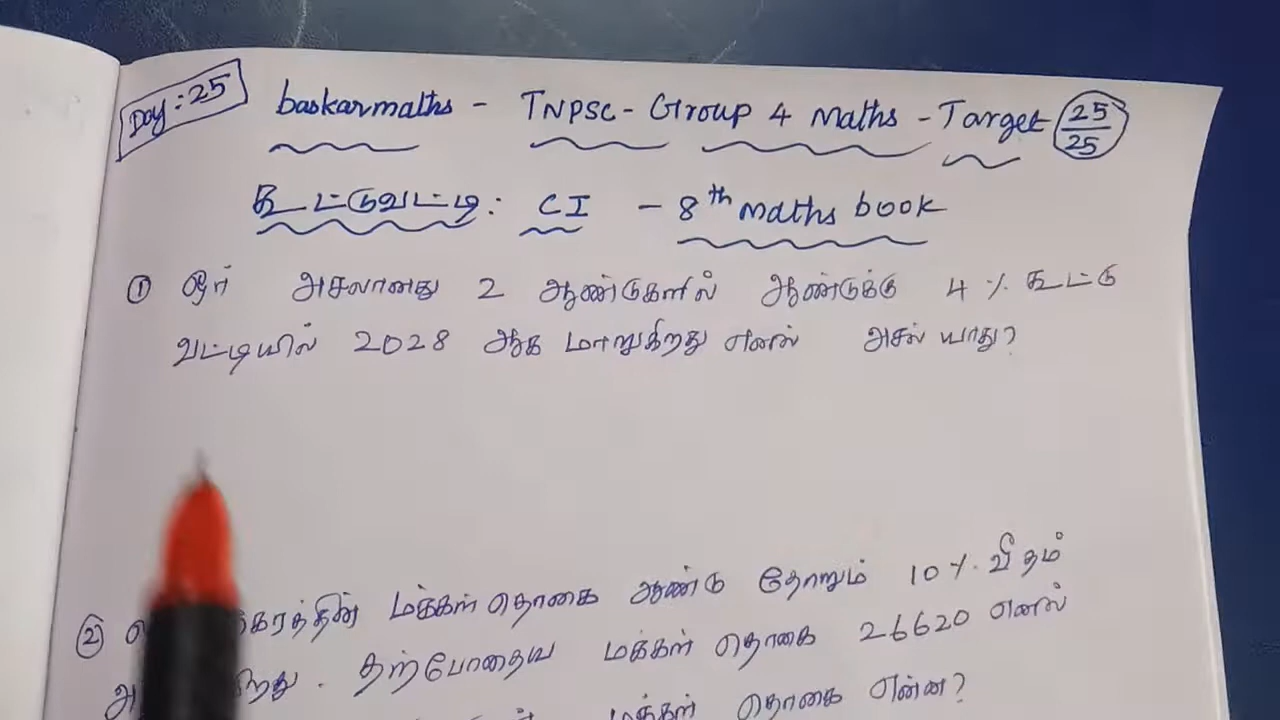 Day: 25
baskarmaths - TNPSC - Group 4 Maths - Target 25/25
கூட்டுவட்டி: CI - 8th maths book
① ஓர் அசலானது 2 ஆண்டுகளில் ஆண்டுக்கு 4 % கூட்டு
வட்டியில் 2028 ஆக மாறுகிறது எனில் அசல் யாது?
② மக்கள் தொகை ஆண்டு தோறும் 10 % வீதம்
தற்போதைய மக்கள் தொகை 26620 எனில்
மக்கள் தொகை என்ன?